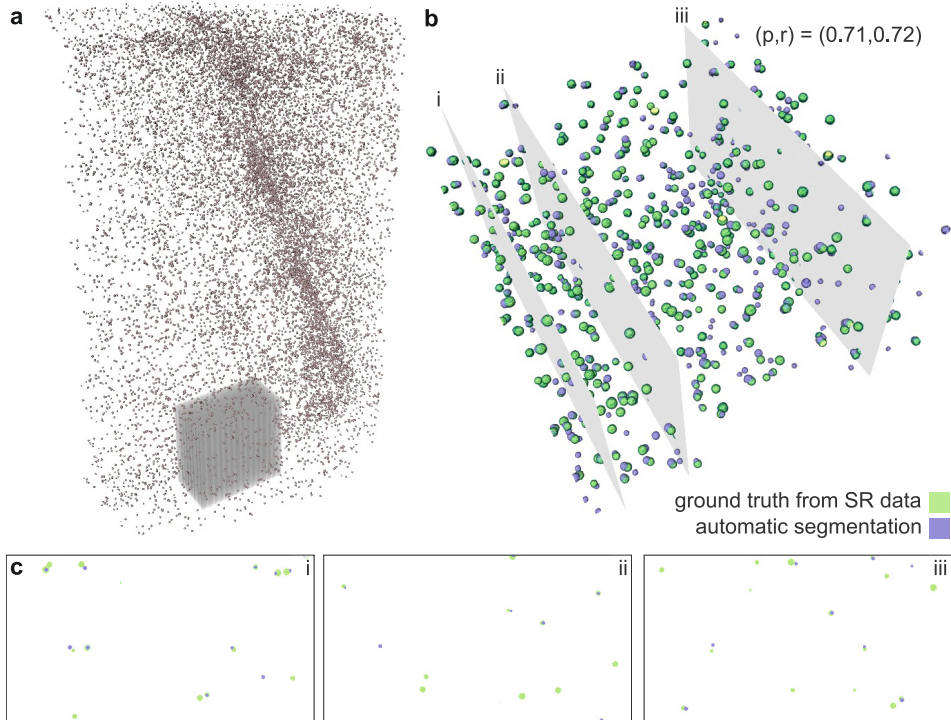 a
b
iii
(p,r) = (0.71,0.72)
ii
i
ground truth from SR data
automatic segmentation
c
i
ii
iii